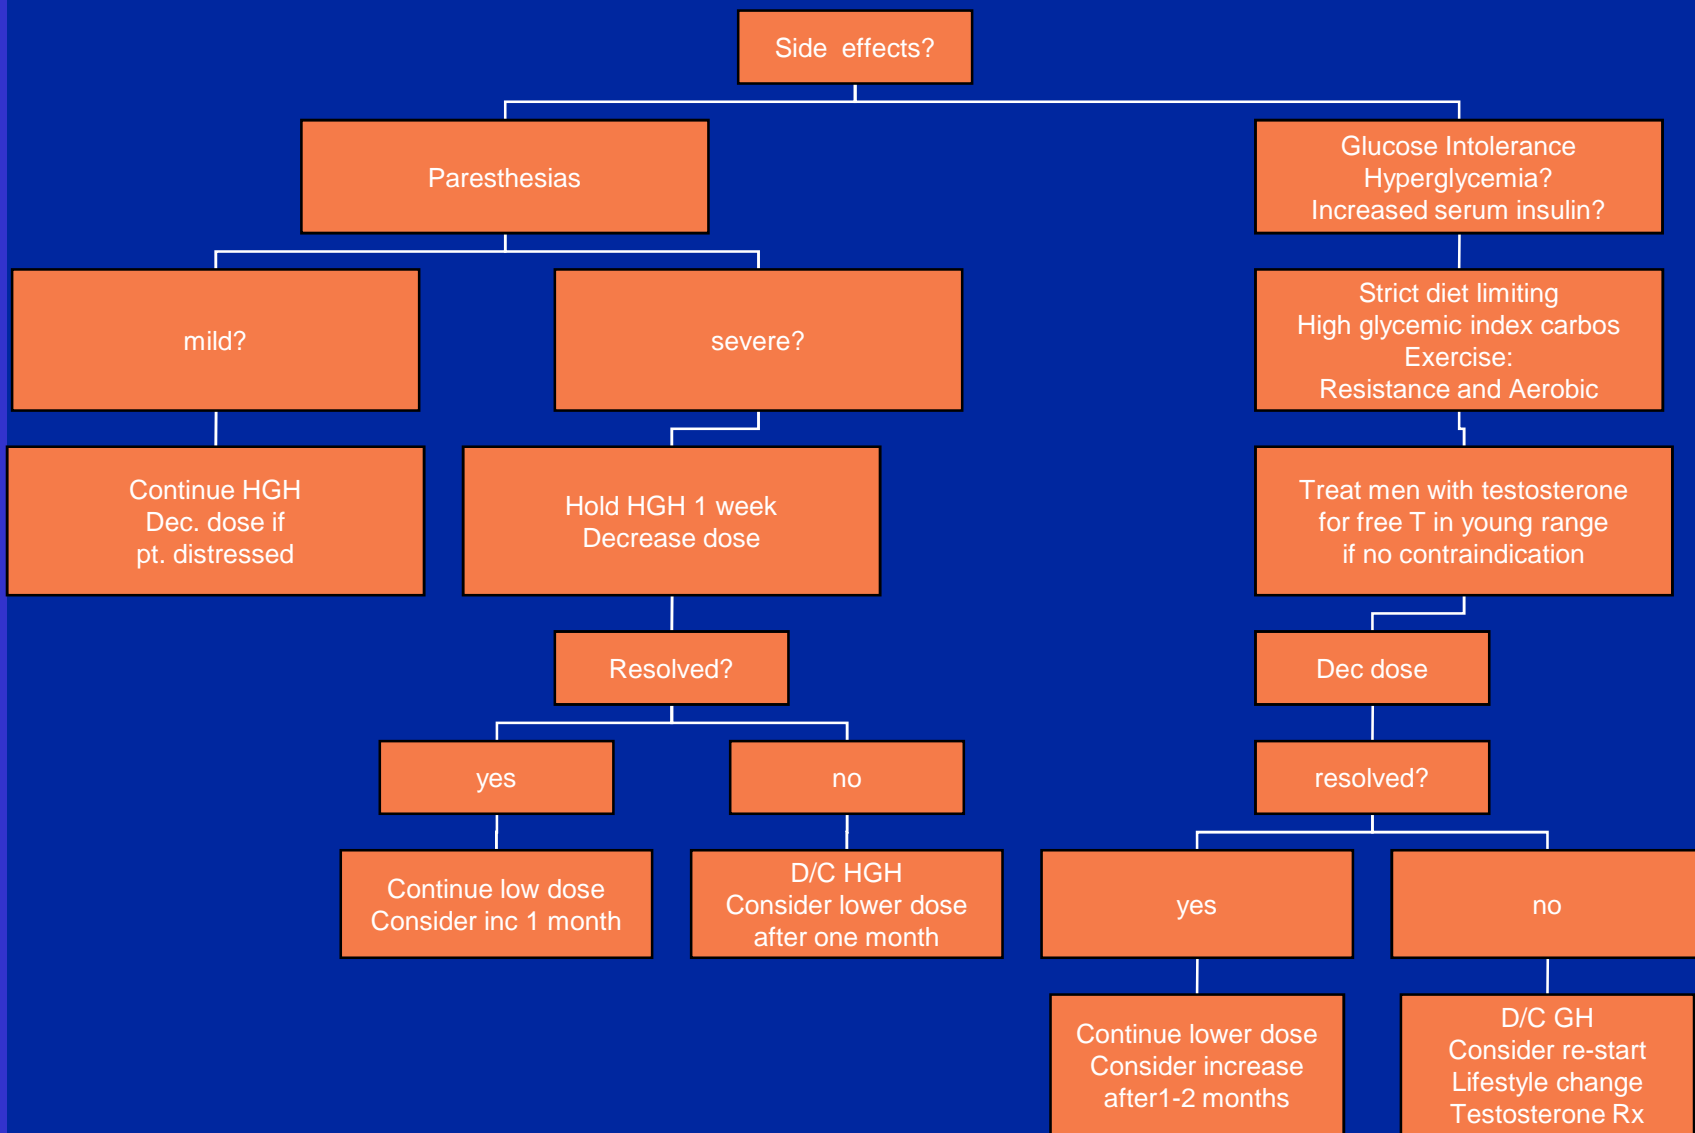 Side effects?
Paresthesias
Glucose Intolerance
Hyperglycemia?
Increased serum insulin?
mild?
severe?
Strict diet limiting
High glycemic index carbos
Exercise:
Resistance and Aerobic
Continue HGH
Dec. dose if
pt. distressed
Hold HGH 1 week
Decrease dose
Treat men with testosterone
for free T in young range
if no contraindication
Resolved?
Dec dose
yes
no
resolved?
Continue low dose
Consider inc 1 month
D/C HGH
Consider lower dose
after one month
yes
no
Continue lower dose
Consider increase
after1-2 months
D/C GH
Consider re-start
Lifestyle change
Testosterone Rx